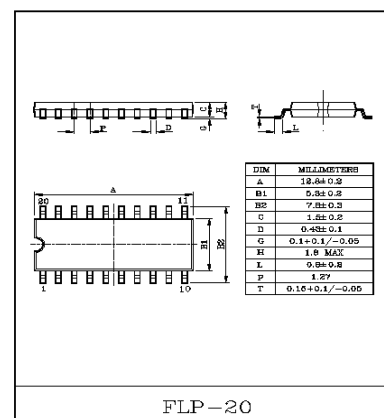 T
L
C
H
G
P
D
A
20
11
B1
B2
1
10
DIM MILLIMETERS
A 12.8±0.2
B1 5.3±0.2
B2 7.8±0.3
C 1.5±0.2
D 0.43±0.1
G 0.1+0.1/-0.05
H 1.8 MAX
L 0.9±0.2
P 1.27
T 0.15+0.1/-0.05
FLP-20